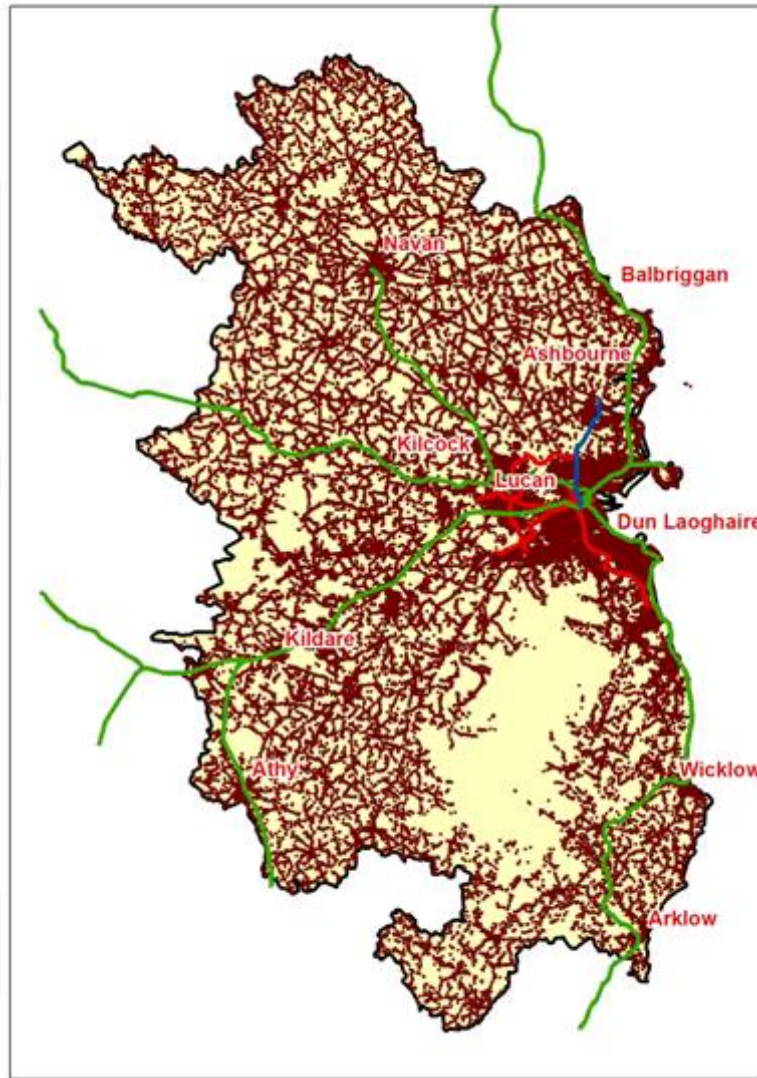 Navan
Balbriggan
Ashbourne
Kilcock
Lucan
Dun Laoghaire
Kildare
Athy
Wicklow
Arklow